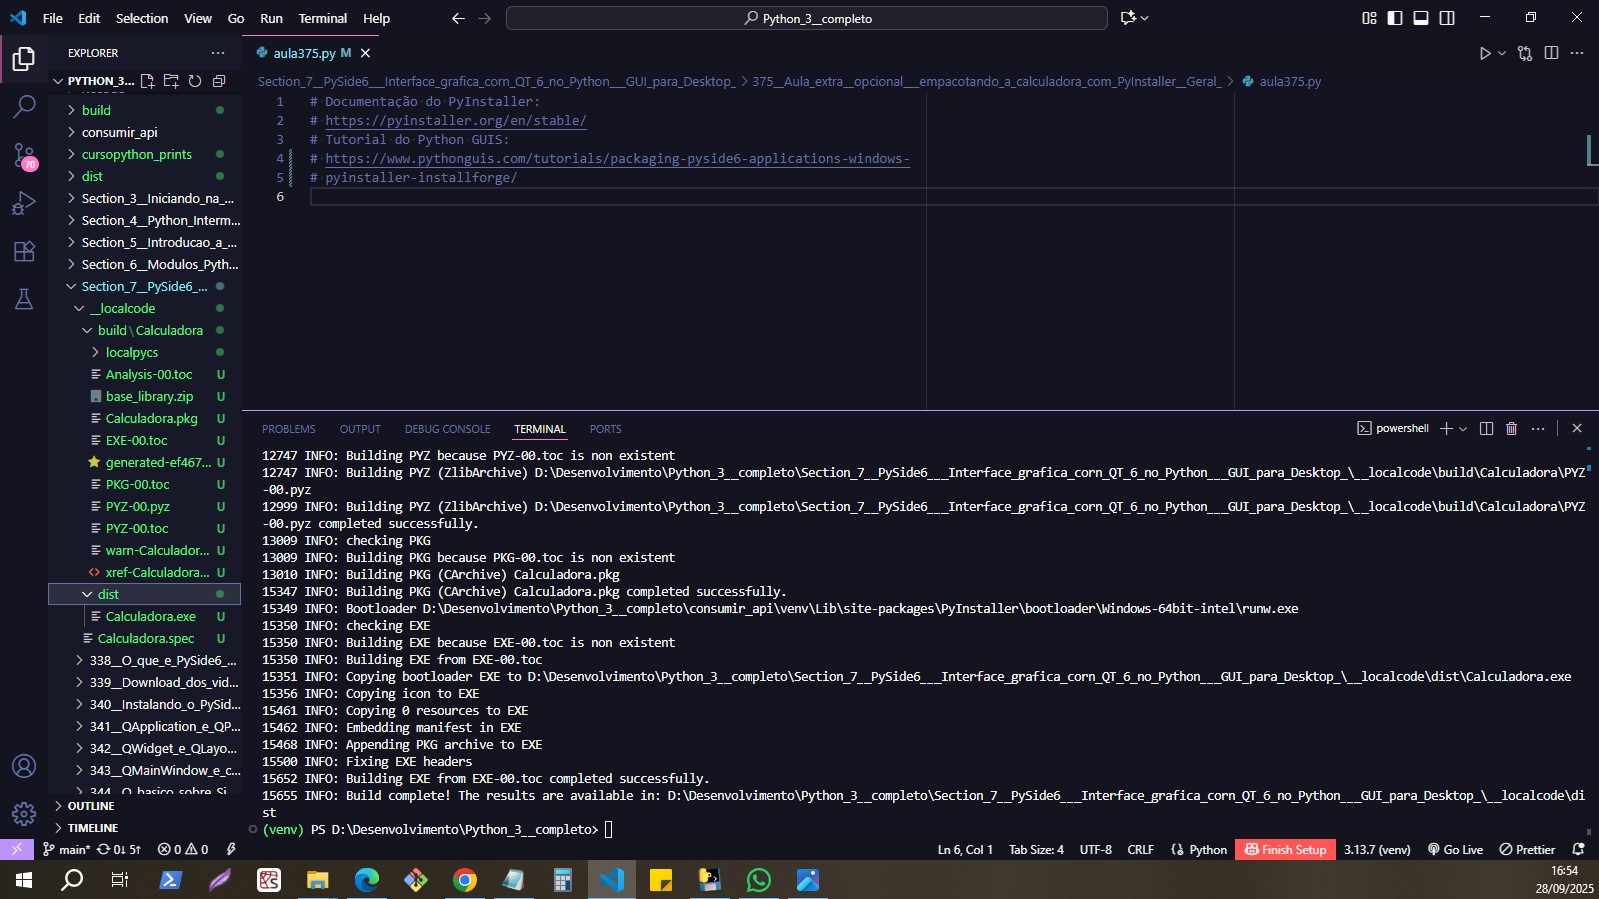 File Edit Selection View Go Run Terminal Help
Python_3__completo
EXPLORER
PYTHON_3...
build
consumir_api
cursopython_prints
dist
Section_3__Iniciando_na_...
Section_4__Python_Interm...
Section_5__Introducao_a_...
Section_6__Modulos_Pyth...
Section_7__PySide6_...
__localcode
build\Calculadora
localpycs
Analysis-00.toc U
base_library.zip U
Calculadora.pkg U
EXE-00.toc U
generated-ef467... U
PKG-00.toc U
PYZ-00.pyz U
PYZ-00.toc U
warn-Calculador... U
xref-Calculadora... U
dist
Calculadora.exe U
Calculadora.spec U
338__O_que_e_PySide6_...
339__Download_dos_vid...
340__Instalando_o_PySid...
341__QApplication_e_QP...
342__QWidget_e_QLayo...
343__QMainWindow_e_c...
344__O_basico_sobre_Si...
OUTLINE
TIMELINE
70
aula375.py M
Section_7__PySide6___Interface_grafica_corn_QT_6_no_Python___GUI_para_Desktop_ > 375__Aula_extra__opcional___empacotando_a_calculadora_com_PyInstaller__Geral_ > aula375.py
1 # Documentação do PyInstaller:
2 # https://pyinstaller.org/en/stable/
3 # Tutorial do Python GUIS:
4 # https://www.pythonguis.com/tutorials/packaging-pyside6-applications-windows-
5 # pyinstaller-installforge/
6
PROBLEMS OUTPUT DEBUG CONSOLE TERMINAL PORTS
powershell
12747 INFO: Building PYZ because PYZ-00.toc is non existent
12747 INFO: Building PYZ (ZlibArchive) D:\Desenvolvimento\Python_3__completo\Section_7__PySide6___Interface_grafica_corn_QT_6_no_Python___GUI_para_Desktop_\__localcode\build\Calculadora\PYZ
-00.pyz
12999 INFO: Building PYZ (ZlibArchive) D:\Desenvolvimento\Python_3__completo\Section_7__PySide6___Interface_grafica_corn_QT_6_no_Python___GUI_para_Desktop_\__localcode\build\Calculadora\PYZ
-00.pyz completed successfully.
13009 INFO: checking PKG
13009 INFO: Building PKG because PKG-00.toc is non existent
13010 INFO: Building PKG (CArchive) Calculadora.pkg
15347 INFO: Building PKG (CArchive) Calculadora.pkg completed successfully.
15349 INFO: Bootloader D:\Desenvolvimento\Python_3__completo\consumir_api\venv\Lib\site-packages\PyInstaller\bootloader\Windows-64bit-intel\runw.exe
15350 INFO: checking EXE
15350 INFO: Building EXE because EXE-00.toc is non existent
15350 INFO: Building EXE from EXE-00.toc
15351 INFO: Copying bootloader EXE to D:\Desenvolvimento\Python_3__completo\Section_7__PySide6___Interface_grafica_corn_QT_6_no_Python___GUI_para_Desktop_\__localcode\dist\Calculadora.exe
15356 INFO: Copying icon to EXE
15461 INFO: Copying 0 resources to EXE
15462 INFO: Embedding manifest in EXE
15468 INFO: Appending PKG archive to EXE
15500 INFO: Fixing EXE headers
15652 INFO: Building EXE from EXE-00.toc completed successfully.
15655 INFO: Build complete! The results are available in: D:\Desenvolvimento\Python_3__completo\Section_7__PySide6___Interface_grafica_corn_QT_6_no_Python___GUI_para_Desktop_\__localcode\di
st
(venv) PS D:\Desenvolvimento\Python_3__completo>
main* 0↓ 5↑ 0 0 Ln 6, Col 1 Tab Size: 4 UTF-8 CRLF Python Finish Setup 3.13.7 (venv) Go Live Prettier
16:54
28/09/2025